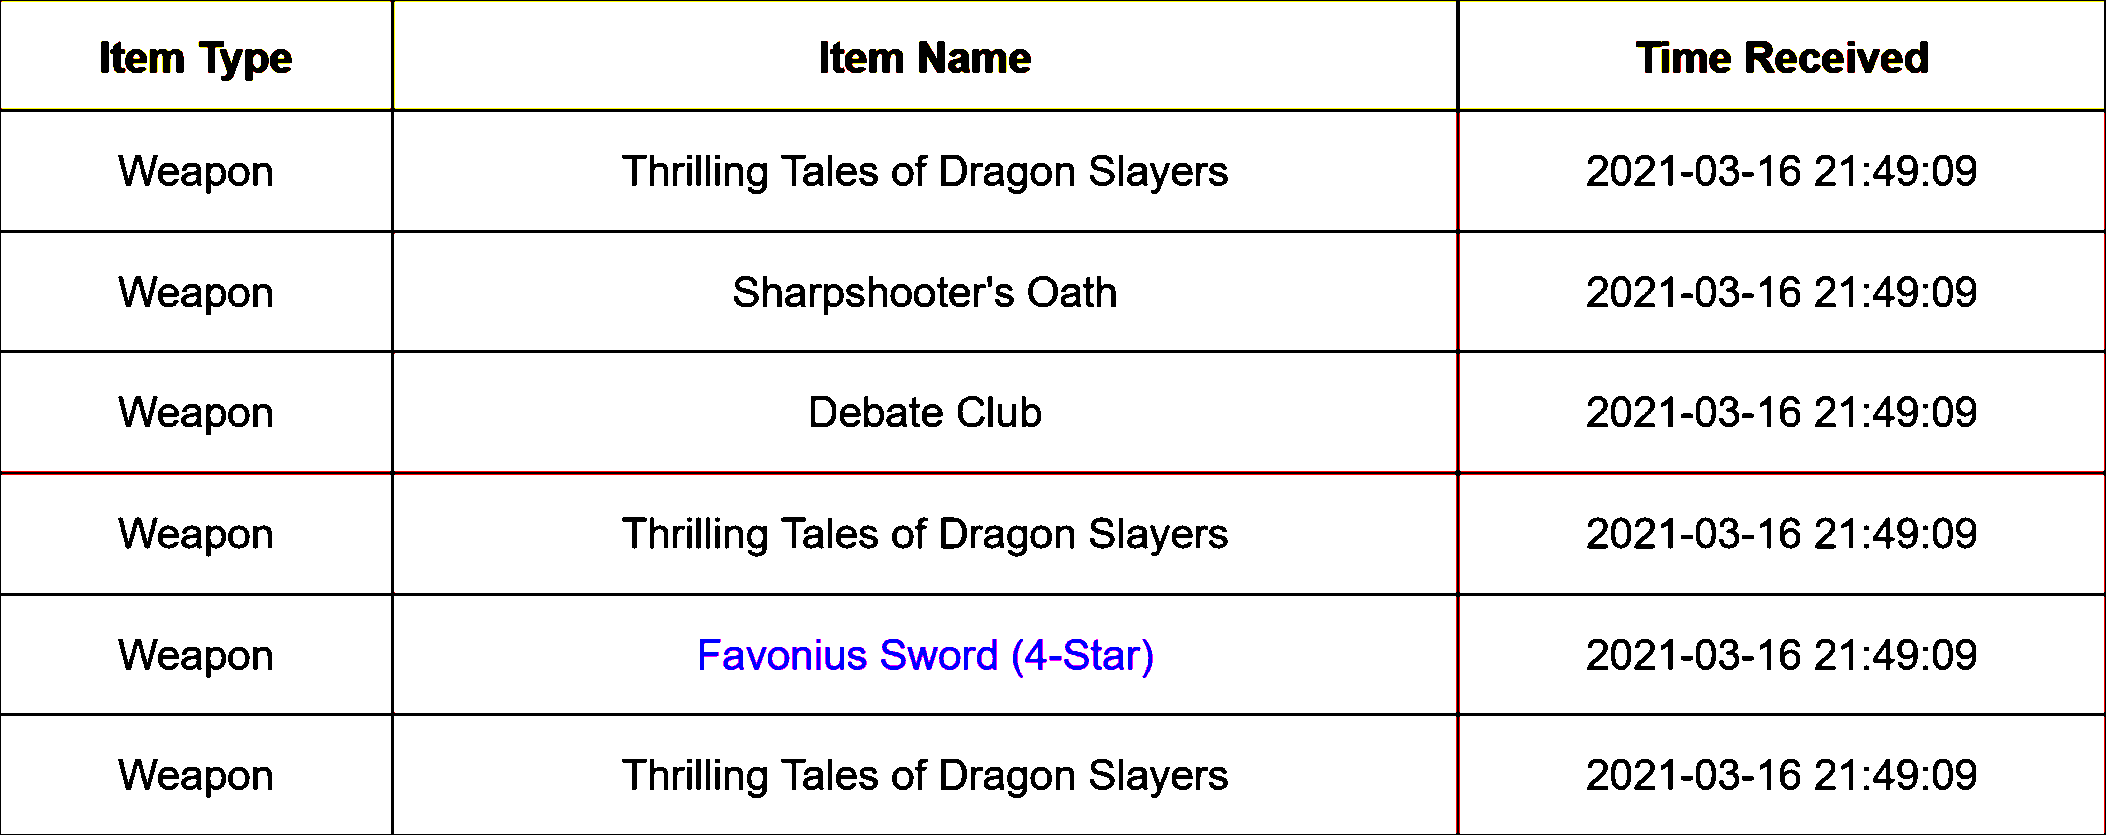 Item Type Item Name Time Received
Weapon Thrilling Tales of Dragon Slayers 2021-03-16 21:49:09
Weapon Sharpshooter's Oath 2021-03-16 21:49:09
Weapon Debate Club 2021-03-16 21:49:09
Weapon Thrilling Tales of Dragon Slayers 2021-03-16 21:49:09
Weapon Favonius Sword (4-Star) 2021-03-16 21:49:09
Weapon Thrilling Tales of Dragon Slayers 2021-03-16 21:49:09